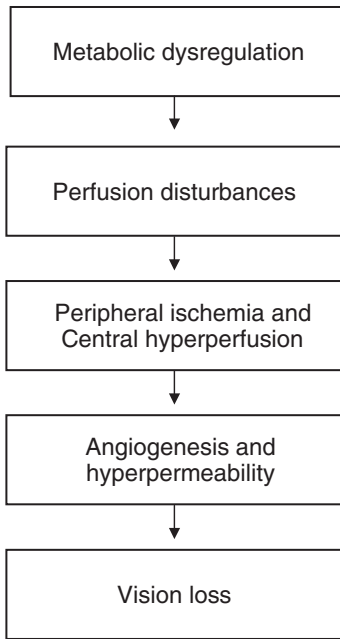 Metabolic dysregulation
Perfusion disturbances
Peripheral ischemia and
Central hyperperfusion
Angiogenesis and
hyperpermeability
Vision loss